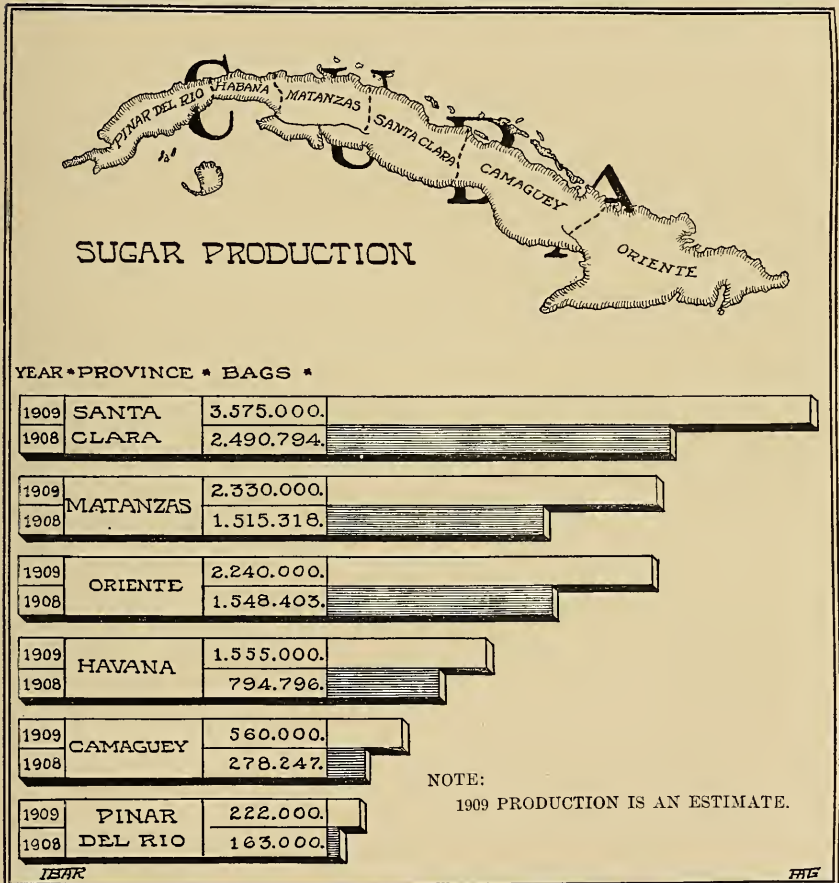 CUBA
PINAR DEL RIO
HABANA
MATANZAS
SANTA CLARA
CAMAGUEY
ORIENTE
SUGAR PRODUCTION
YEAR * PROVINCE * BAGS *
1909 SANTA 3.575.000.
1908 CLARA 2.490.794.
1909 MATANZAS 2.330.000.
1908 1.515.318.
1909 ORIENTE 2.240.000.
1908 1.548.403.
1909 HAVANA 1.555.000.
1908 794.796.
1909 CAMAGUEY 560.000.
1908 278.247.
NOTE:
1909 PRODUCTION IS AN ESTIMATE.
1909 PINAR 222.000.
1908 DEL RIO 163.000.
IBAR